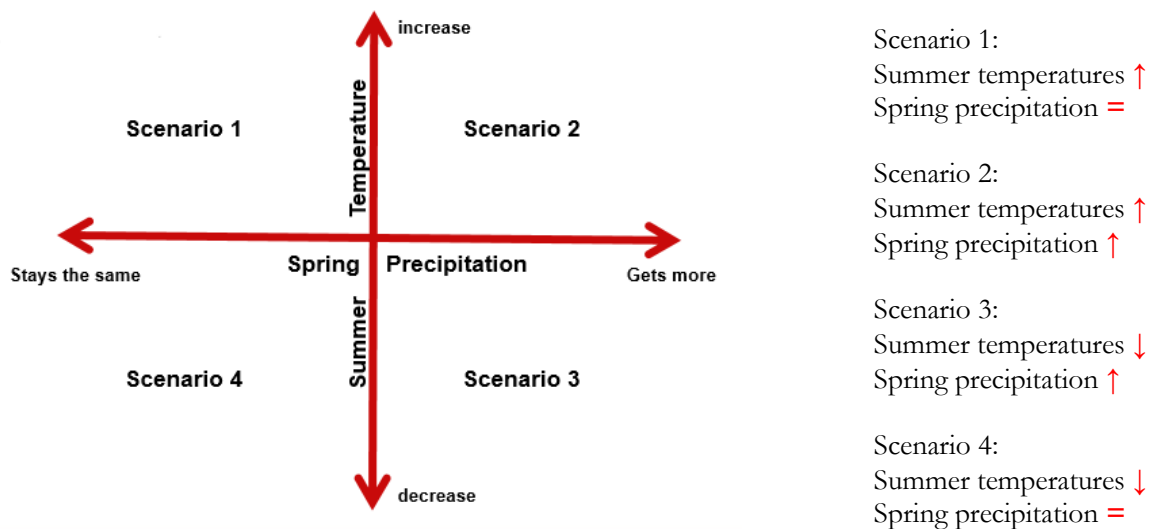 increase
Temperature
Scenario 1
Scenario 2
Stays the same
Spring Precipitation
Gets more
Summer
Scenario 4
Scenario 3
decrease
Scenario 1:
Summer temperatures ↑
Spring precipitation =
Scenario 2:
Summer temperatures ↑
Spring precipitation ↑
Scenario 3:
Summer temperatures ↓
Spring precipitation ↑
Scenario 4:
Summer temperatures ↓
Spring precipitation =